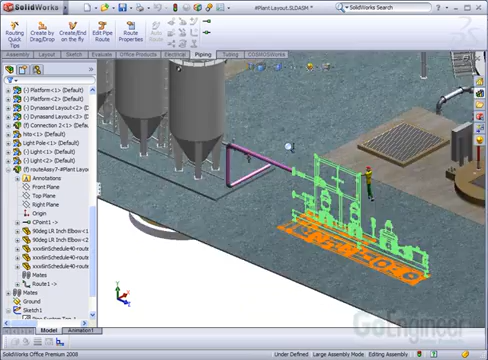 SolidWorks
#Plant Layout.SLDASM *
SolidWorks Search
Routing Quick Tips
Create by Drag/Drop
Create/End on the fly
Edit Pipe Route
Route Properties
Auto Route
Assembly Layout Sketch Evaluate Office Products Electrical Piping Tubing COSMOSWorks
(-) Platform<1> (Default)
(-) Platform<2> (Default)
(-) Dynasand Layout<2> (
(-) Dynasand Layout<3> (
(f) Connection 2<1> (De
hite<1> (Default)
Light Pole<1> (Default)
(-) Light<1> (Default)
(-) Light<2> (Default)
(f) routeAssy7-#Plant Layo
Annotations
Front Plane
Top Plane
Right Plane
Origin
CPoint1 ->
90deg LR Inch Elbow<1
90deg LR Inch Elbow<2
Mates
Route1 ->
Mates
Ground
Sketch1
Model Animation1
GoEngineer
SolidWorks Office Premium 2008
Under Defined Large Assembly Mode Editing Assembly